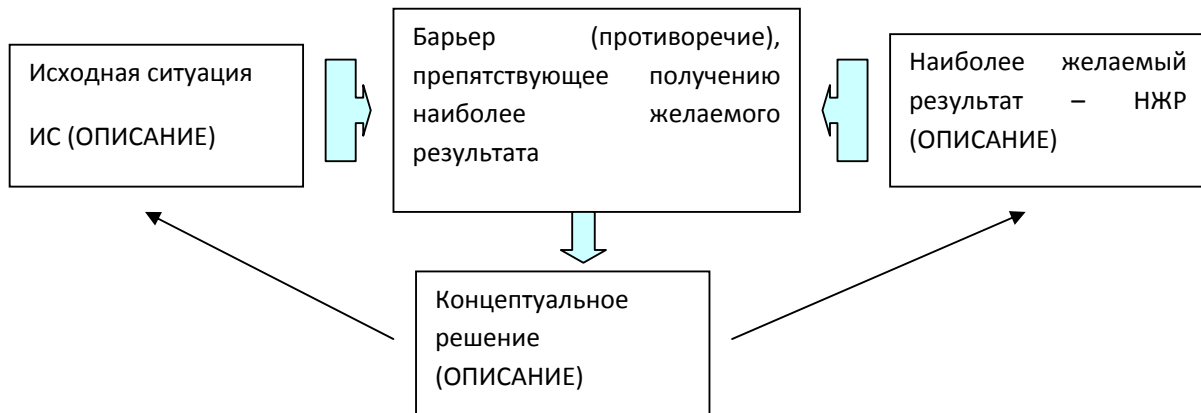 Исходная ситуация
ИС (ОПИСАНИЕ)
Барьер (противоречие),
препятствующее получению
наиболее желаемого
результата
Наиболее желаемый
результат – НЖР
(ОПИСАНИЕ)
Концептуальное
решение
(ОПИСАНИЕ)